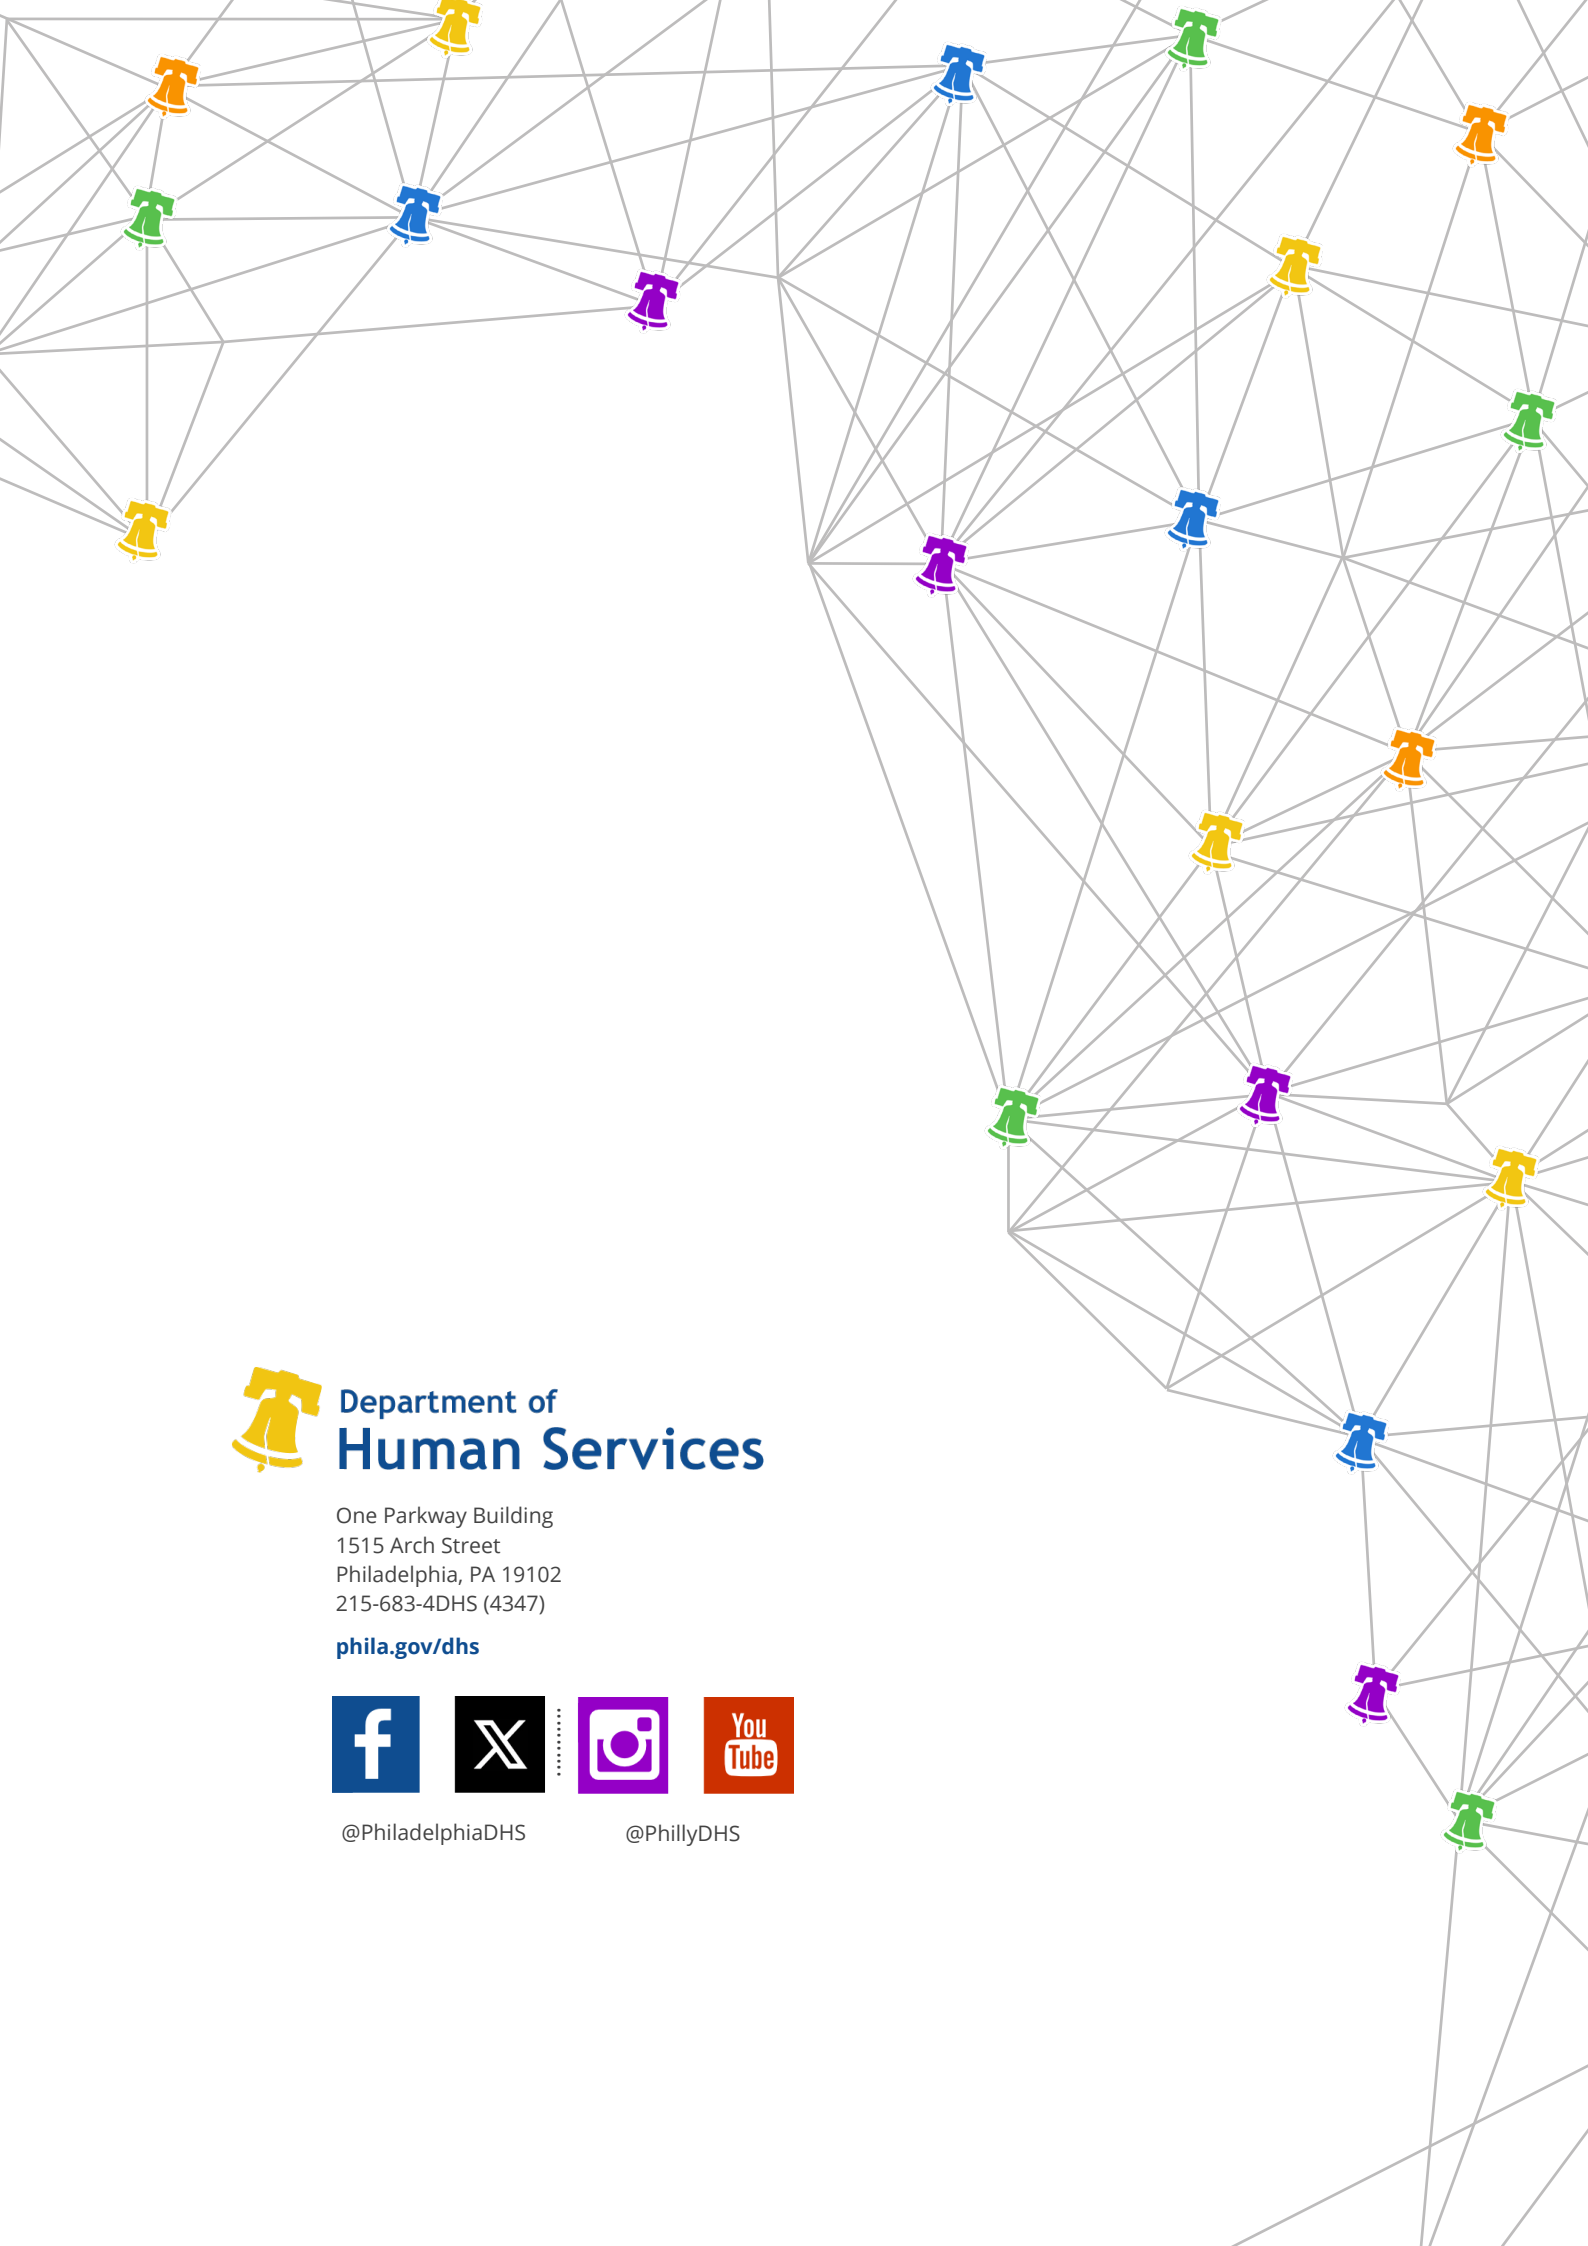 Department of
Human Services
One Parkway Building
1515 Arch Street
Philadelphia, PA 19102
215-683-4DHS (4347)
phila.gov/dhs
You
Tube
@PhiladelphiaDHS
@PhillyDHS